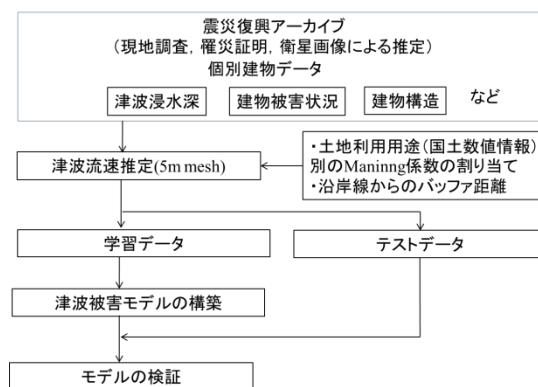 震災復興アーカイブ
(現地調査, 罹災証明, 衛星画像による推定)
個別建物データ
津波浸水深 建物被害状況 建物構造 など
津波流速推定(5m mesh)
・土地利用用途(国土数値情報)
別のManinng係数の割り当て
・沿岸線からのバッファ距離
学習データ テストデータ
津波被害モデルの構築
モデルの検証